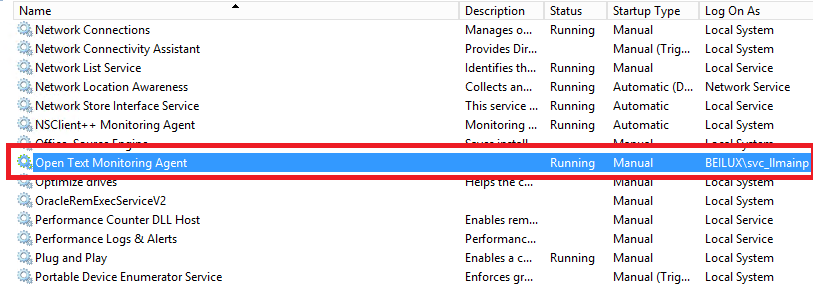 Name Description Status Startup Type Log On As
Network Connections Manages o... Running Manual Local System
Network Connectivity Assistant Provides Dir... Manual (Trig... Local System
Network List Service Identifies th... Running Manual Local Service
Network Location Awareness Collects an... Running Automatic (D... Network Service
Network Store Interface Service This service ... Running Automatic Local Service
NSClient++ Monitoring Agent Monitoring ... Running Automatic Local System
Office Source Engine Manual Local System
Open Text Monitoring Agent Running Manual BEILUX\svc_llmainp
Optimize drives Helps the c... Manual Local System
OracleRemExecServiceV2 Manual Local System
Performance Counter DLL Host Enables rem... Manual Local Service
Performance Logs & Alerts Performanc... Manual Local Service
Plug and Play Enables a c... Running Manual Local System
Portable Device Enumerator Service Enforces gr... Manual (Trig... Local System